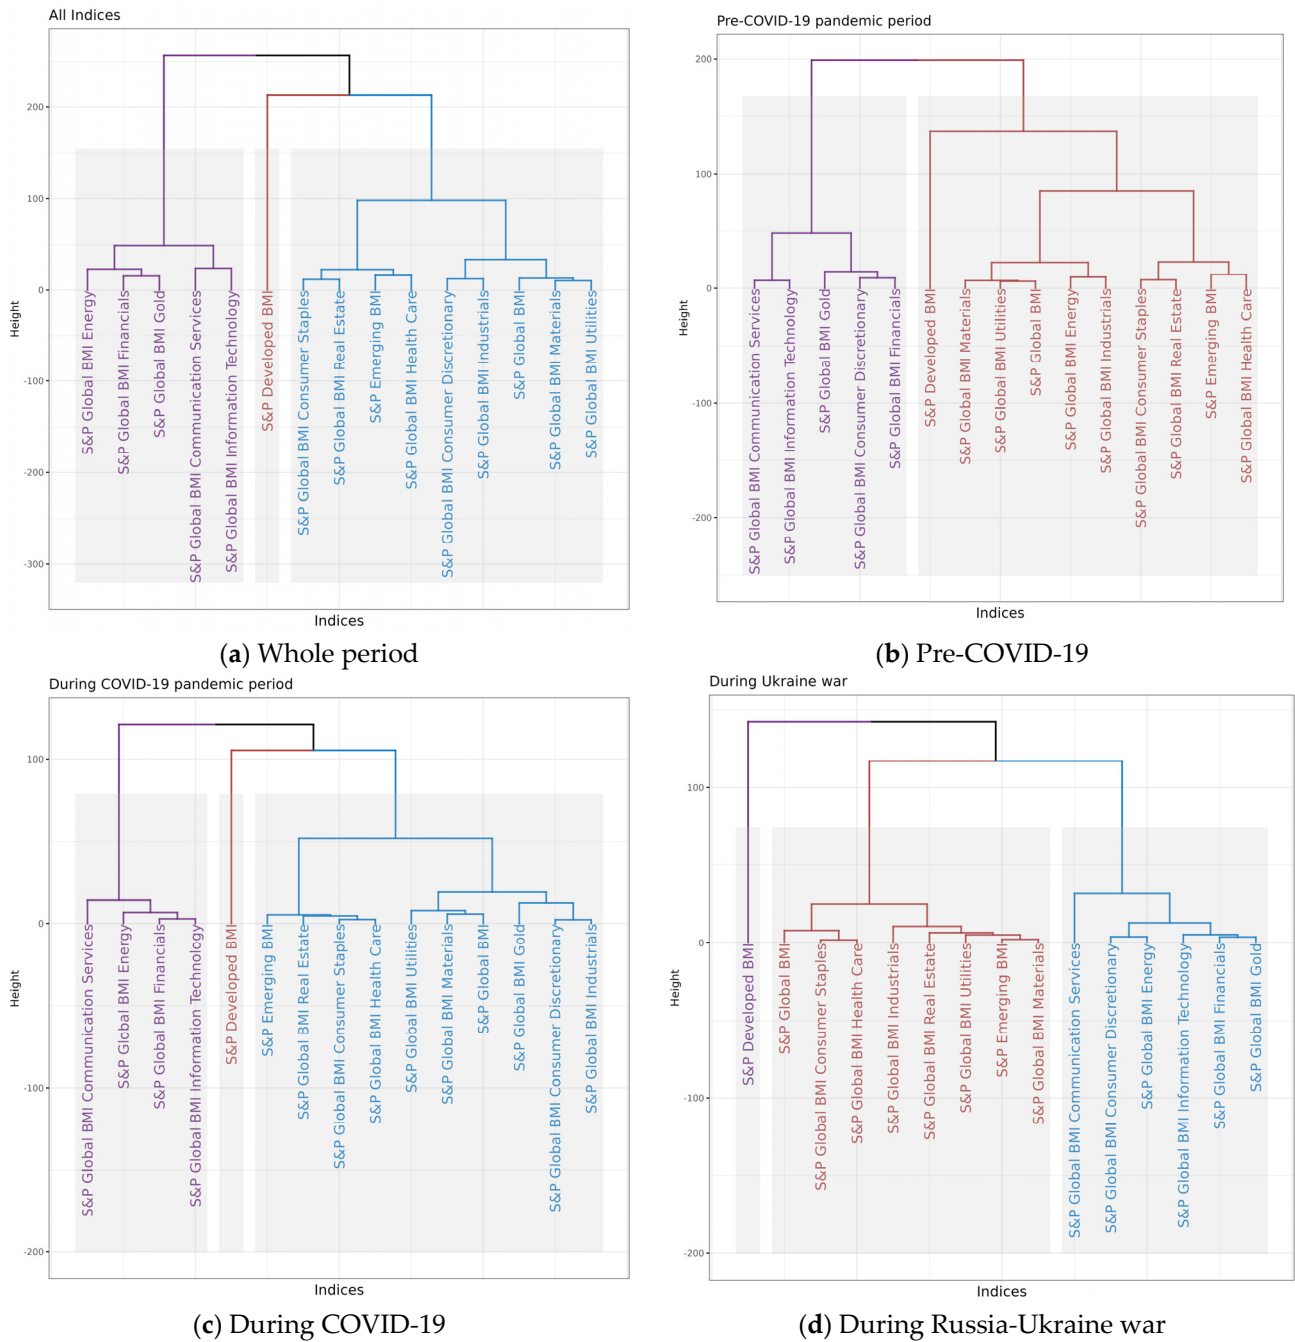 All Indices
200
100
0
-100
-200
-300
Height
S&P Global BMI Energy
S&P Global BMI Financials
S&P Global BMI Gold
S&P Global BMI Communication Services
S&P Global BMI Information Technology
S&P Developed BMI
S&P Global BMI Consumer Staples
S&P Global BMI Real Estate
S&P Emerging BMI
S&P Global BMI Health Care
S&P Global BMI Consumer Discretionary
S&P Global BMI Industrials
S&P Global BMI
S&P Global BMI Materials
S&P Global BMI Utilities
Indices
(a) Whole period
Pre-COVID-19 pandemic period
200
100
0
-100
-200
Height
S&P Global BMI Communication Services
S&P Global BMI Information Technology
S&P Global BMI Gold
S&P Global BMI Consumer Discretionary
S&P Global BMI Financials
S&P Developed BMI
S&P Global BMI Materials
S&P Global BMI Utilities
S&P Global BMI
S&P Global BMI Energy
S&P Global BMI Industrials
S&P Global BMI Consumer Staples
S&P Global BMI Real Estate
S&P Emerging BMI
S&P Global BMI Health Care
Indices
(b) Pre-COVID-19
During COVID-19 pandemic period
100
0
-100
-200
Height
S&P Global BMI Communication Services
S&P Global BMI Energy
S&P Global BMI Financials
S&P Global BMI Information Technology
S&P Developed BMI
S&P Emerging BMI
S&P Global BMI Real Estate
S&P Global BMI Consumer Staples
S&P Global BMI Health Care
S&P Global BMI Utilities
S&P Global BMI Materials
S&P Global BMI
S&P Global BMI Gold
S&P Global BMI Consumer Discretionary
S&P Global BMI Industrials
Indices
(c) During COVID-19
During Ukraine war
100
0
-100
-200
Height
S&P Developed BMI
S&P Global BMI
S&P Global BMI Consumer Staples
S&P Global BMI Health Care
S&P Global BMI Industrials
S&P Global BMI Real Estate
S&P Global BMI Utilities
S&P Emerging BMI
S&P Global BMI Materials
S&P Global BMI Communication Services
S&P Global BMI Consumer Discretionary
S&P Global BMI Energy
S&P Global BMI Information Technology
S&P Global BMI Financials
S&P Global BMI Gold
Indices
(d) During Russia-Ukraine war